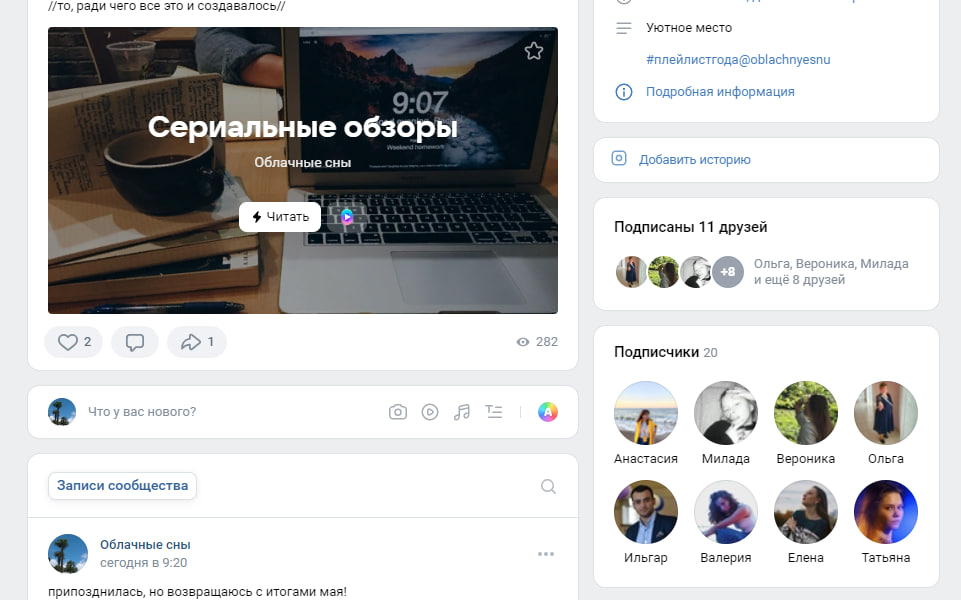 //то, ради чего все это и создавалось//
9:07
Weekend homework
Сериальные обзоры
Облачные сны
Читать
2
1
282
Что у вас нового?
A
Записи сообщества
Облачные сны
сегодня в 9:20
припозднилась, но возвращаюсь с итогами мая!
Уютное место
#плейлистгода@oblachnyesnu
Подробная информация
Добавить историю
Подписаны 11 друзей
+8
Ольга, Вероника, Милада
и ещё 8 друзей
Подписчики 20
Анастасия Милада Вероника Ольга
Ильгар Валерия Елена Татьяна